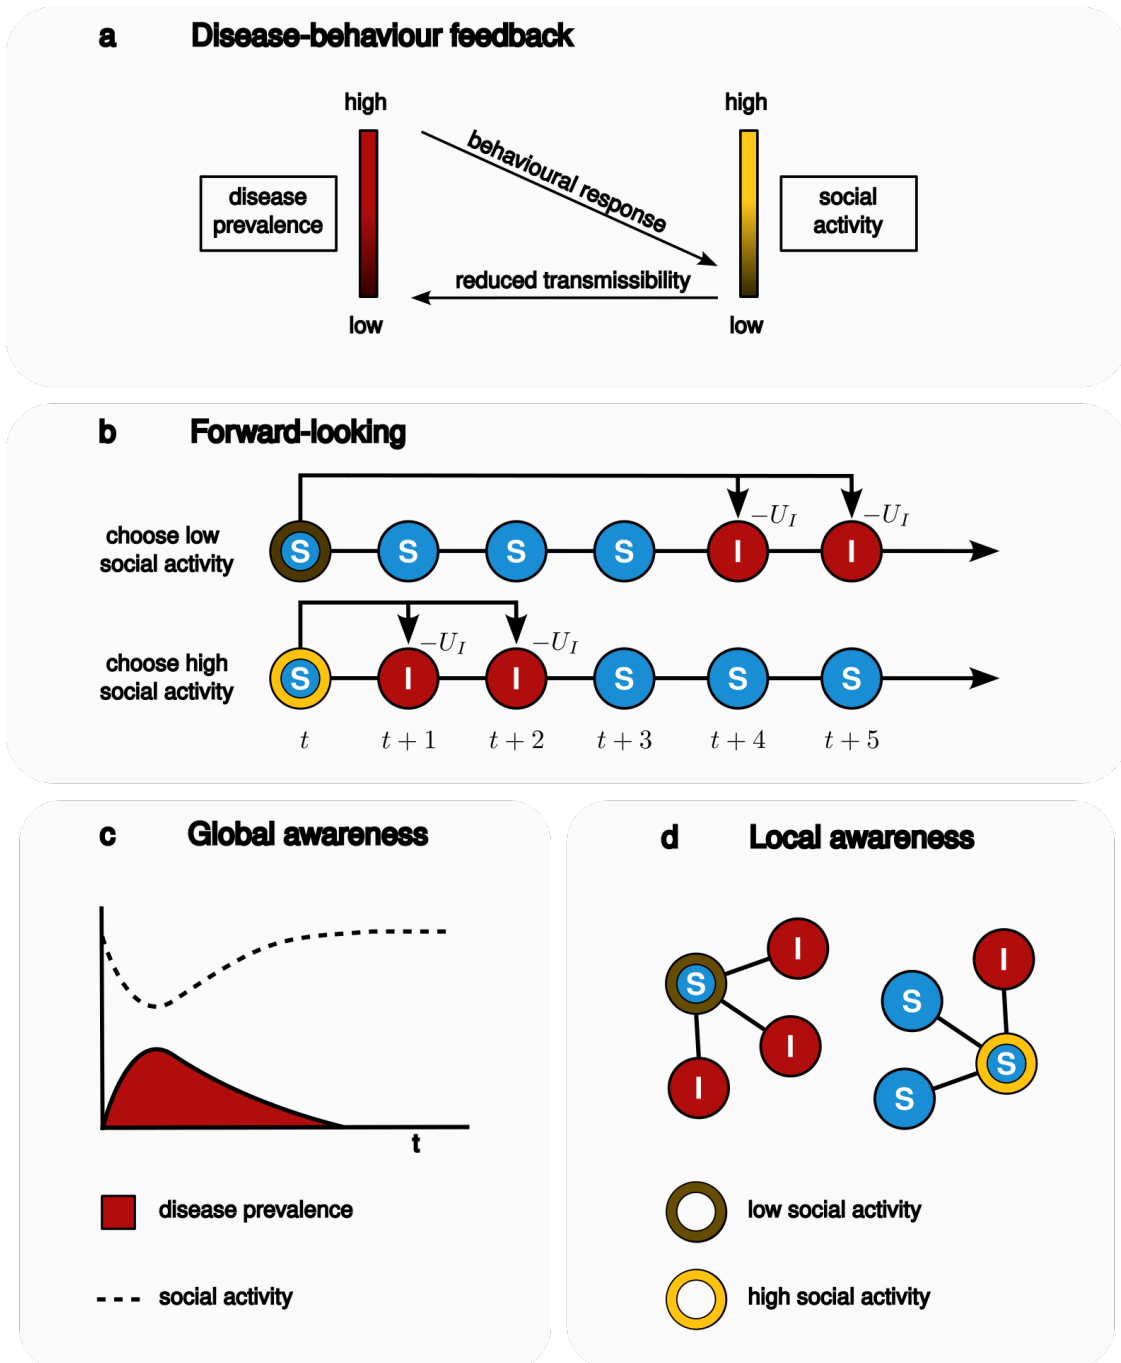 a Disease-behaviour feedback
high high
behavioural response
disease
prevalence
social
activity
reduced transmissibility
low low
b Forward-looking
choose low
social activity
S S S S I I
−U_I −U_I
choose high
social activity
S I I S S S
−U_I −U_I
t t + 1 t + 2 t + 3 t + 4 t + 5
c Global awareness
t
disease prevalence
social activity
d Local awareness
S I I I
I S S S
low social activity
high social activity